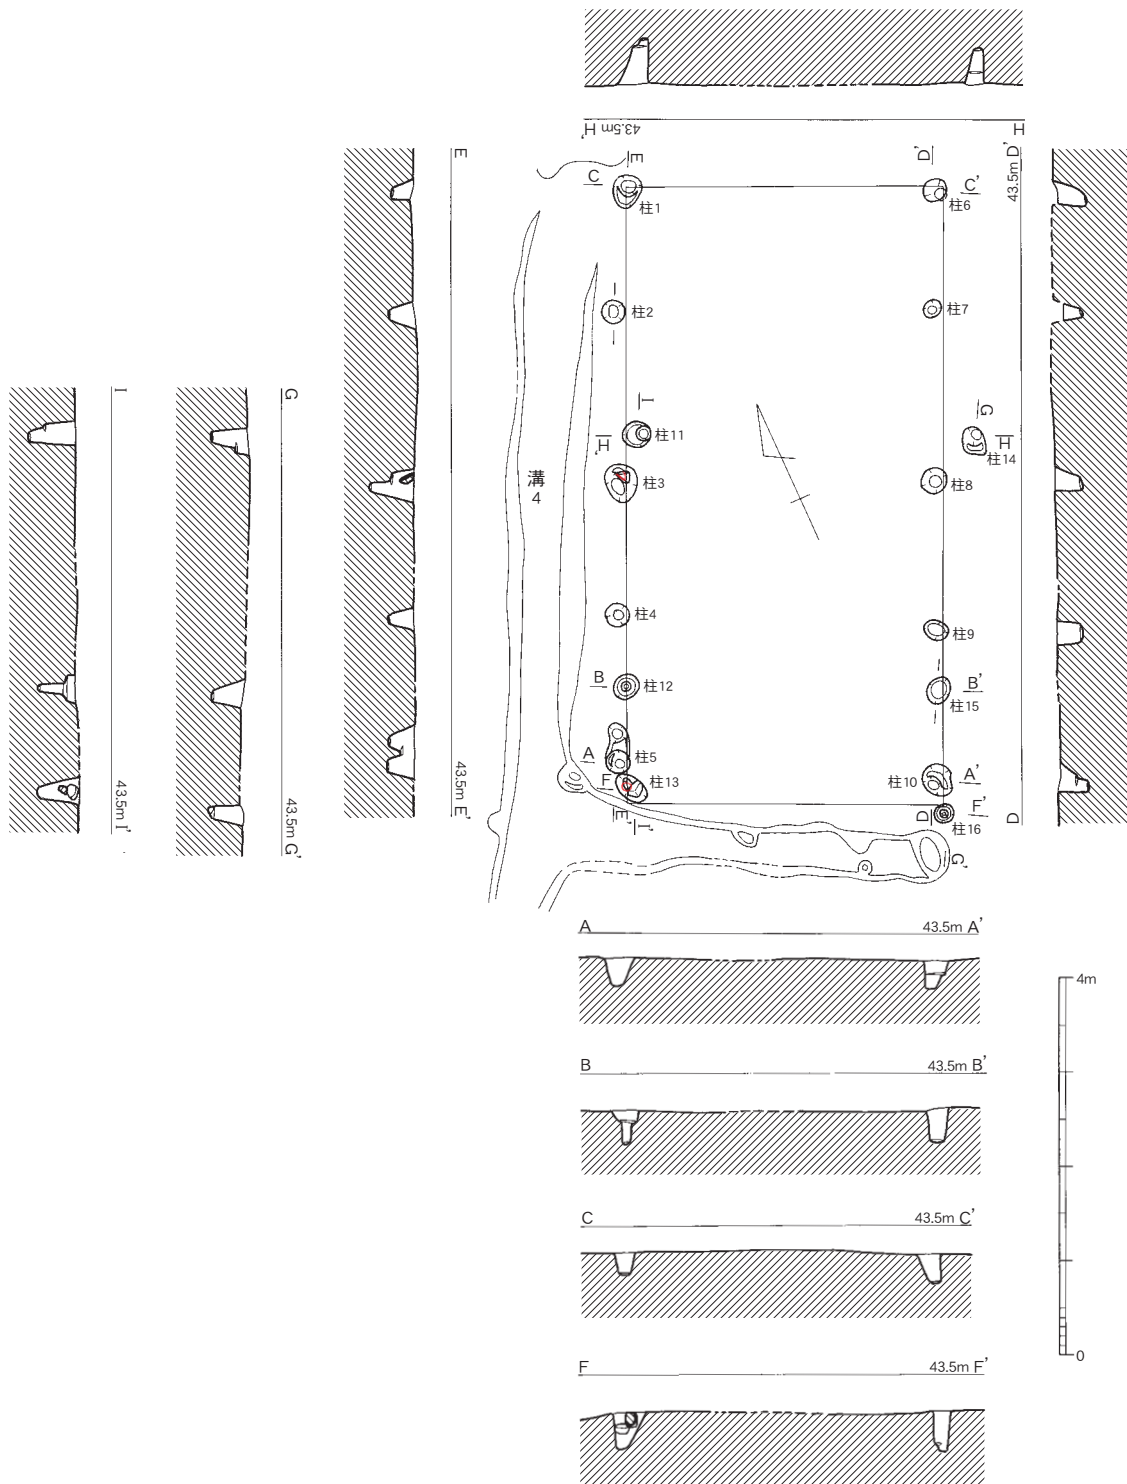 43.5m H'
H
E
43.5m E'
I
43.5m I'
G
43.5m G'
43.5m D'
D
E
D'
C
C'
柱1
柱6
柱2
柱7
I
G
H'
H
柱11
柱14
柱3
柱8
溝4
柱4
柱9
B
柱12
B'
柱15
A
柱5
F
柱13
柱10
A'
E'
I'
D
F'
柱16
G'
A
43.5m A'
B
43.5m B'
C
43.5m C'
F
43.5m F'
4m
0